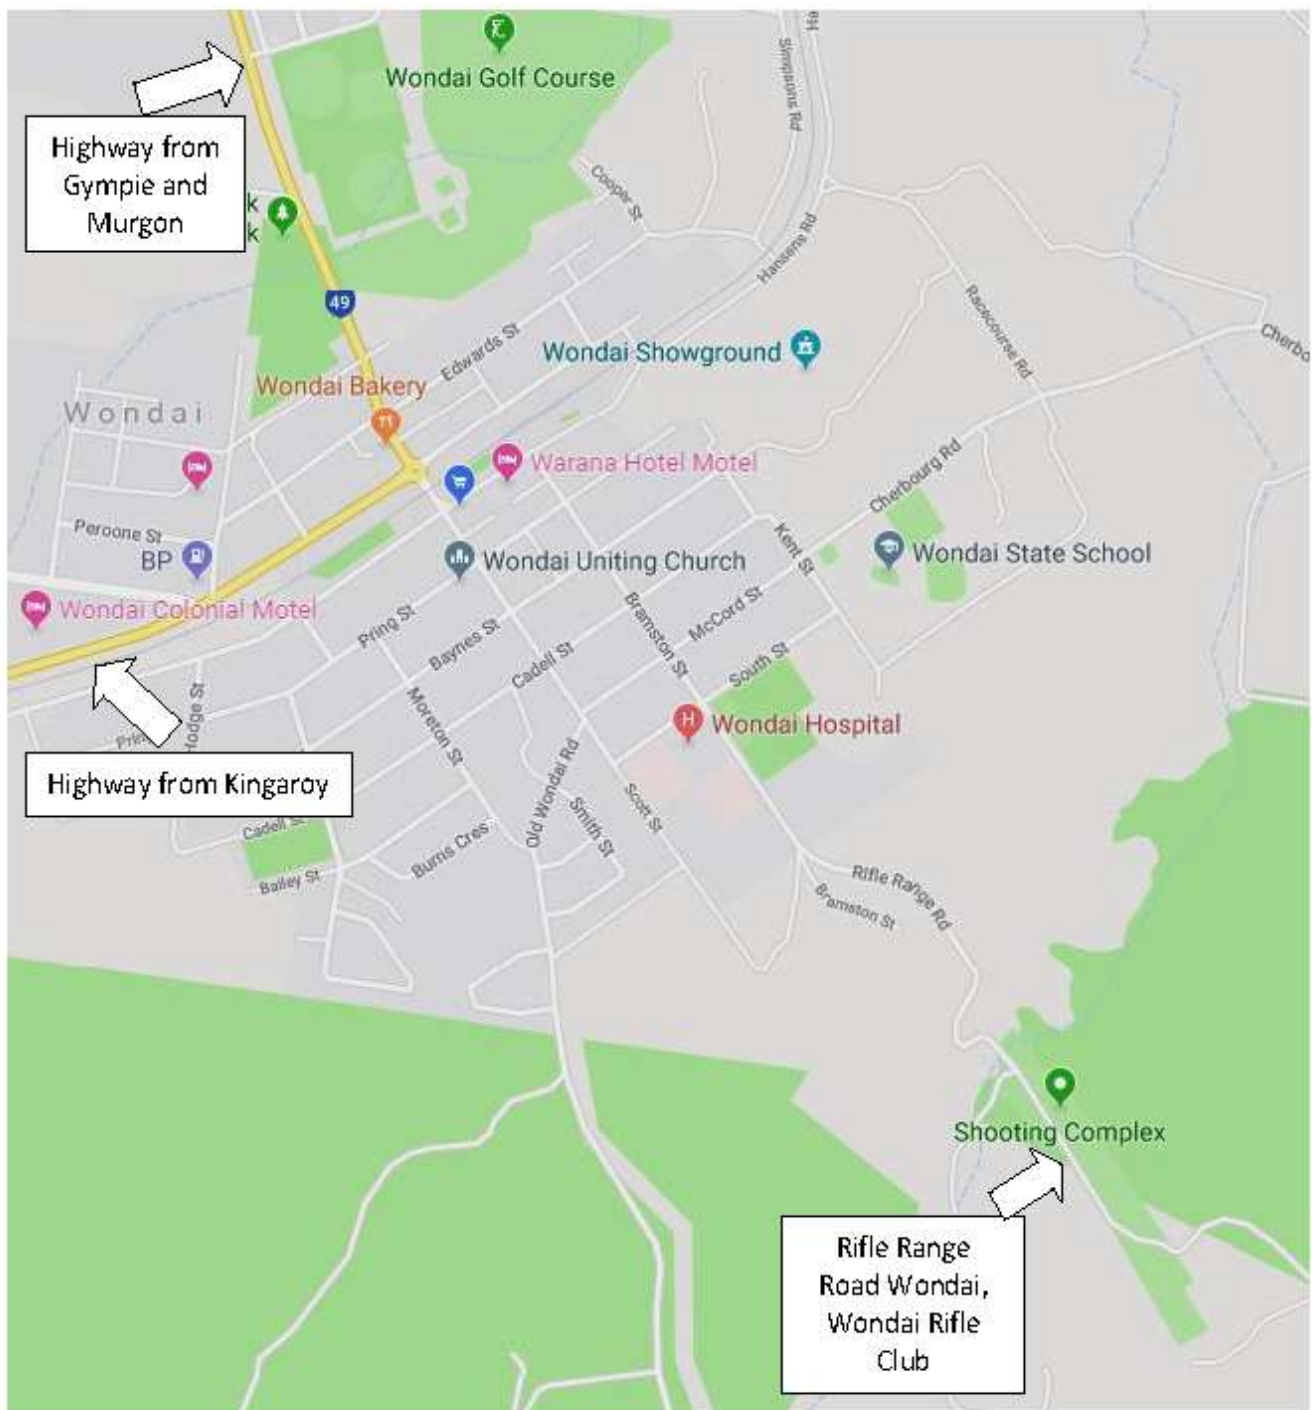 Wondai Golf Course
He
Simpsons Rd
Highway from
Gympie and
Murgon
k
k
Cooper St
Hansens Rd
49
Racecourse Rd
Edwards St
Wondai Showground
Cherbo
Wondai Bakery
Wondai
Warana Hotel Motel
Cherbourg Rd
Peroone St
BP
Wondai Uniting Church
Kent St
Wondai State School
Wondai Colonial Motel
Pring St
Baynes St
Bramston St
McCord St
Cadell St
South St
Moreton St
Hodge St
H
Wondai Hospital
Prin
Highway from Kingaroy
Old Wondai Rd
Scott St
Smith St
Cadell St
Burns Cres
Bailey St
Rifle Range Rd
Bramston St
Shooting Complex
Rifle Range
Road Wondai,
Wondai Rifle
Club